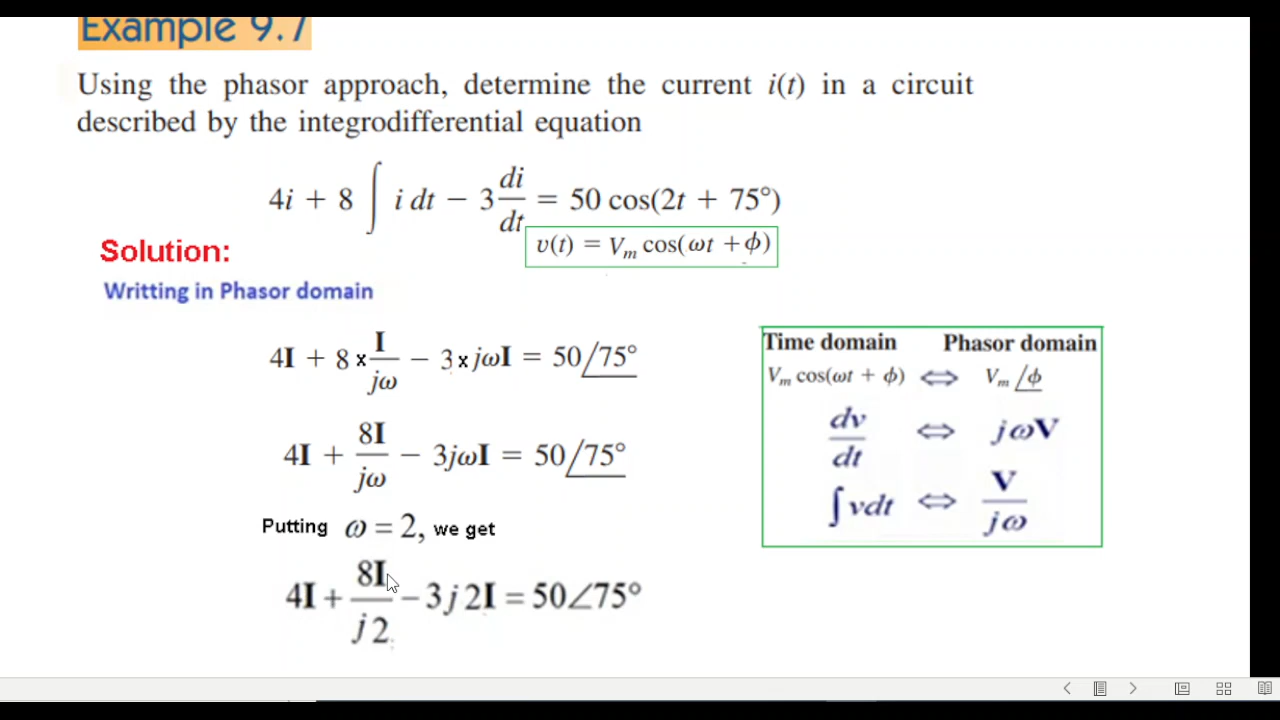 Example 9.7
Using the phasor approach, determine the current i(t) in a circuit
described by the integrodifferential equation
4i + 8 ∫ i dt − 3 di/dt = 50 cos(2t + 75°)
Solution:
υ(t) = Vm cos(ωt + ϕ)
Writting in Phasor domain
4I + 8 x I/jω − 3 x jωI = 50/75°
4I + 8I/jω − 3jωI = 50/75°
Putting ω = 2, we get
4I + 8I/j2 − 3j2I = 50∠75°
Time domain Phasor domain
Vm cos(ωt + ϕ) ⇔ Vm /ϕ
dv/dt ⇔ jωV
∫vdt ⇔ V/jω